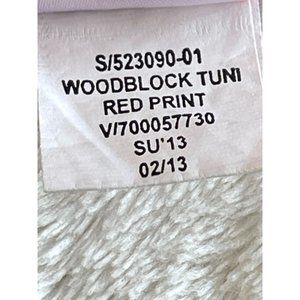 S/523090-01
WOODBLOCK TUNI
RED PRINT
V/700057730
SU'13
02/13